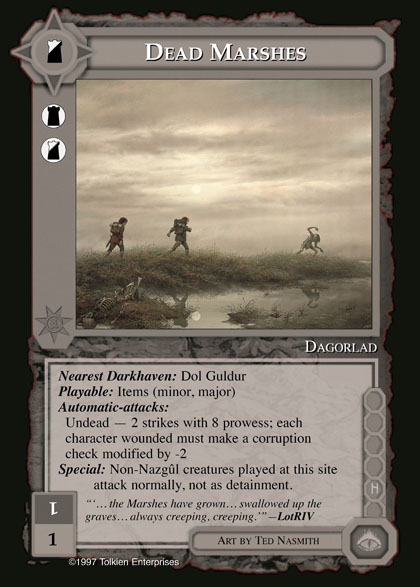 Dead Marshes
Dagorlad
Nearest Darkhaven: Dol Guldur
Playable: Items (minor, major)
Automatic-attacks:
Undead — 2 strikes with 8 prowess; each
character wounded must make a corruption
check modified by -2
Special: Non-Nazgûl creatures played at this site
attack normally, not as detainment.
“‘…the Marshes have grown…swallowed up the
graves…always creeping, creeping.’”—LotRIV
H
1
1
Art by Ted Nasmith
©1997 Tolkien Enterprises